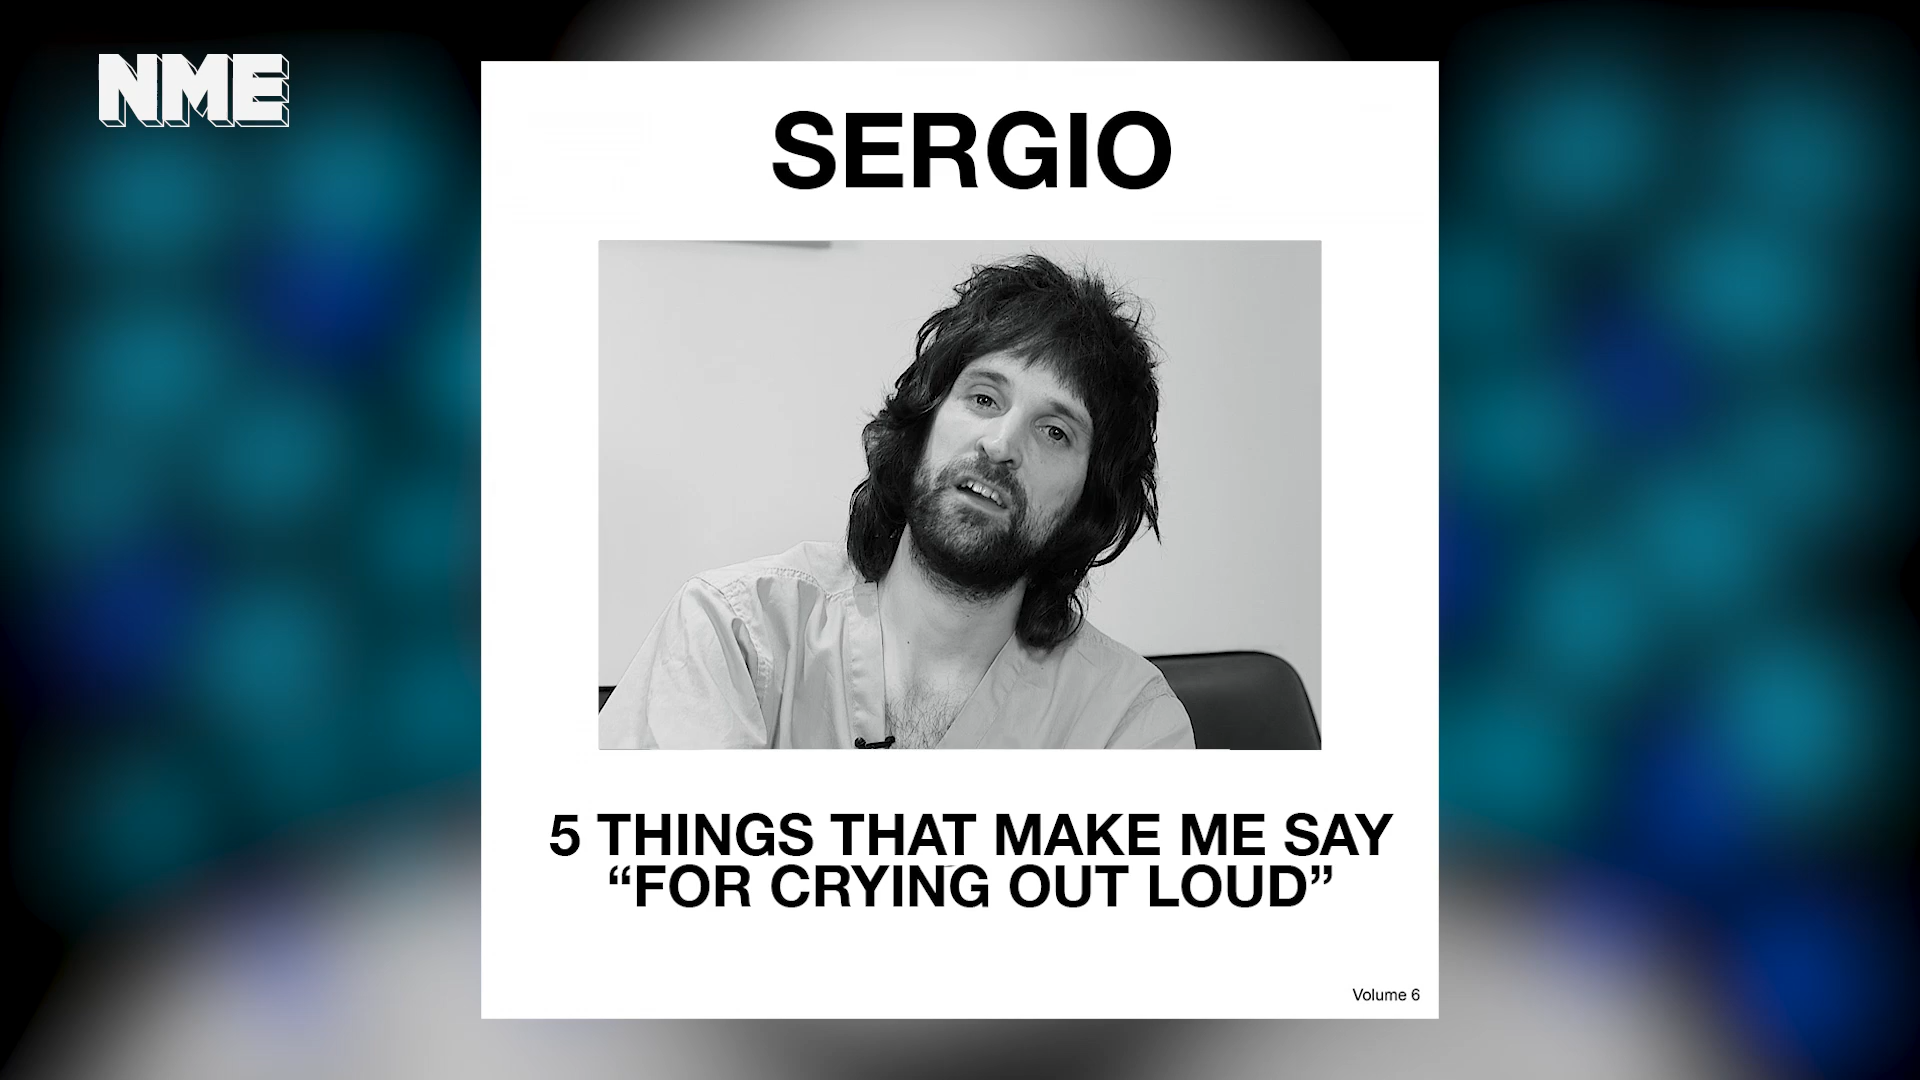 NME
SERGIO
5 THINGS THAT MAKE ME SAY
“FOR CRYING OUT LOUD”
Volume 6